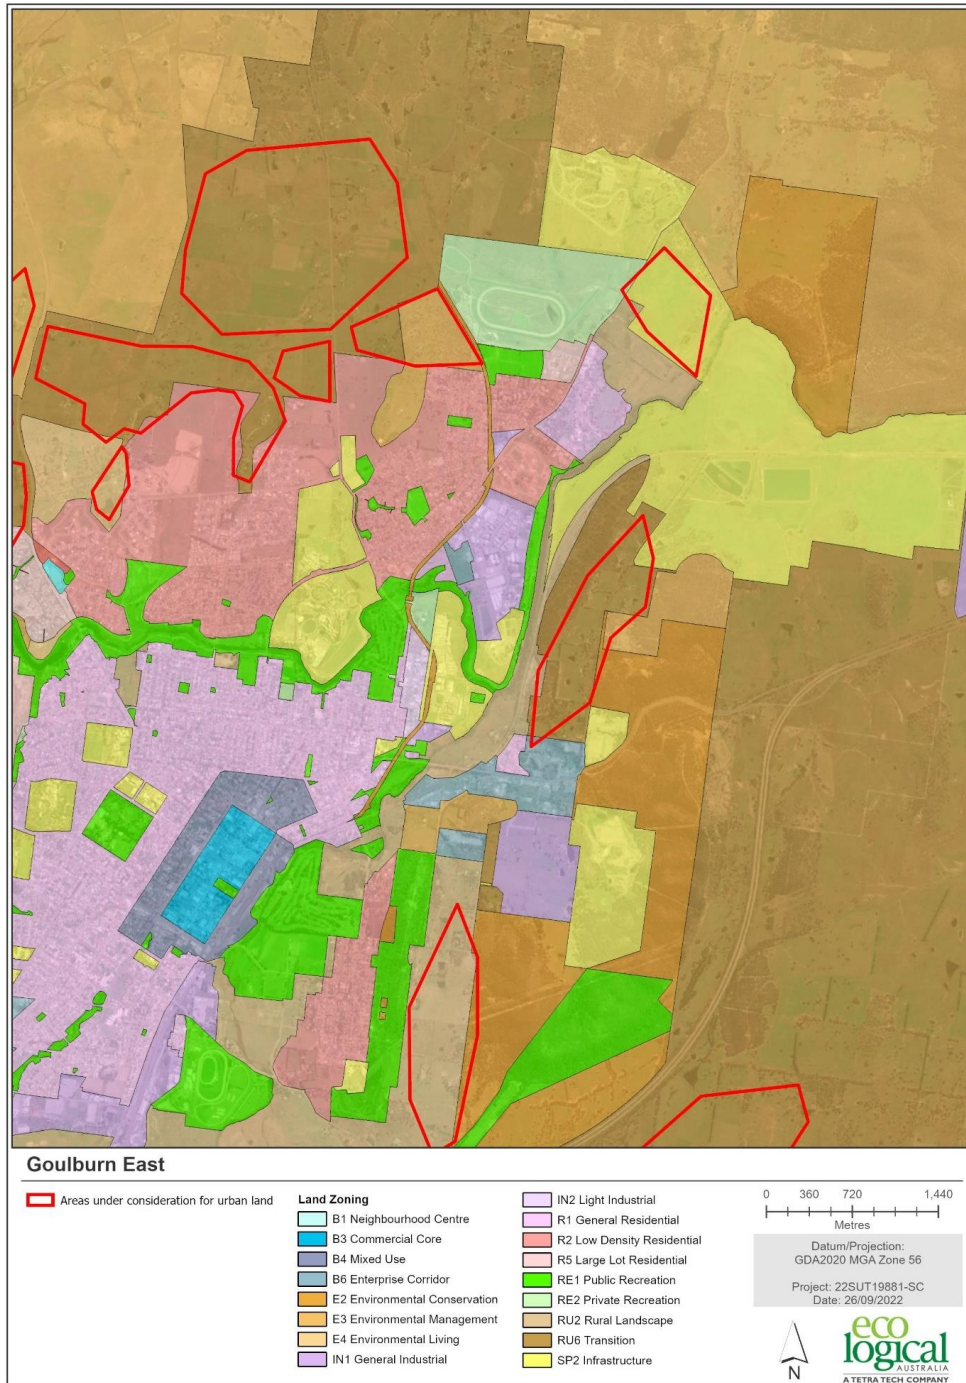 Goulburn East
Areas under consideration for urban land
Land Zoning
B1 Neighbourhood Centre
B3 Commercial Core
B4 Mixed Use
B6 Enterprise Corridor
E2 Environmental Conservation
E3 Environmental Management
E4 Environmental Living
IN1 General Industrial
IN2 Light Industrial
R1 General Residential
R2 Low Density Residential
R5 Large Lot Residential
RE1 Public Recreation
RE2 Private Recreation
RU2 Rural Landscape
RU6 Transition
SP2 Infrastructure
0 360 720 1,440
Metres
Datum/Projection:
GDA2020 MGA Zone 56
Project: 22SUT19881-SC
Date: 26/09/2022
N
eco
logical
AUSTRALIA
A TETRA TECH COMPANY